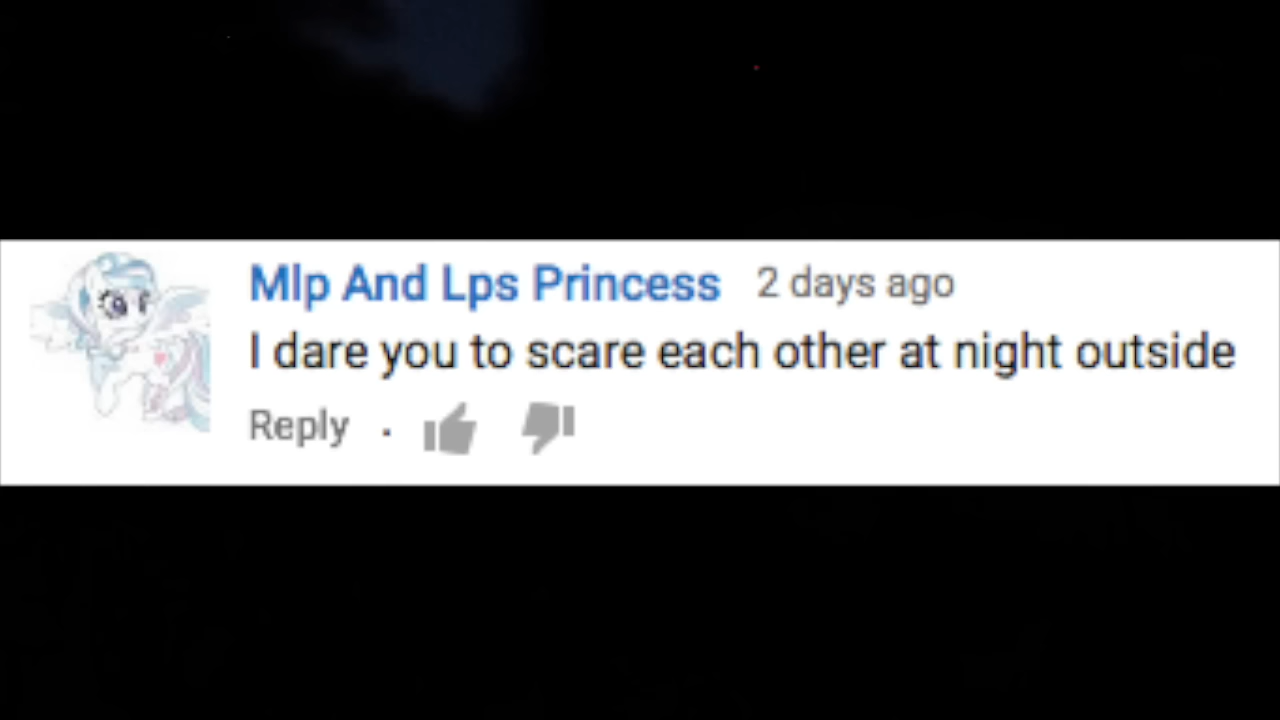 Mlp And Lps Princess 2 days ago
I dare you to scare each other at night outside
Reply .